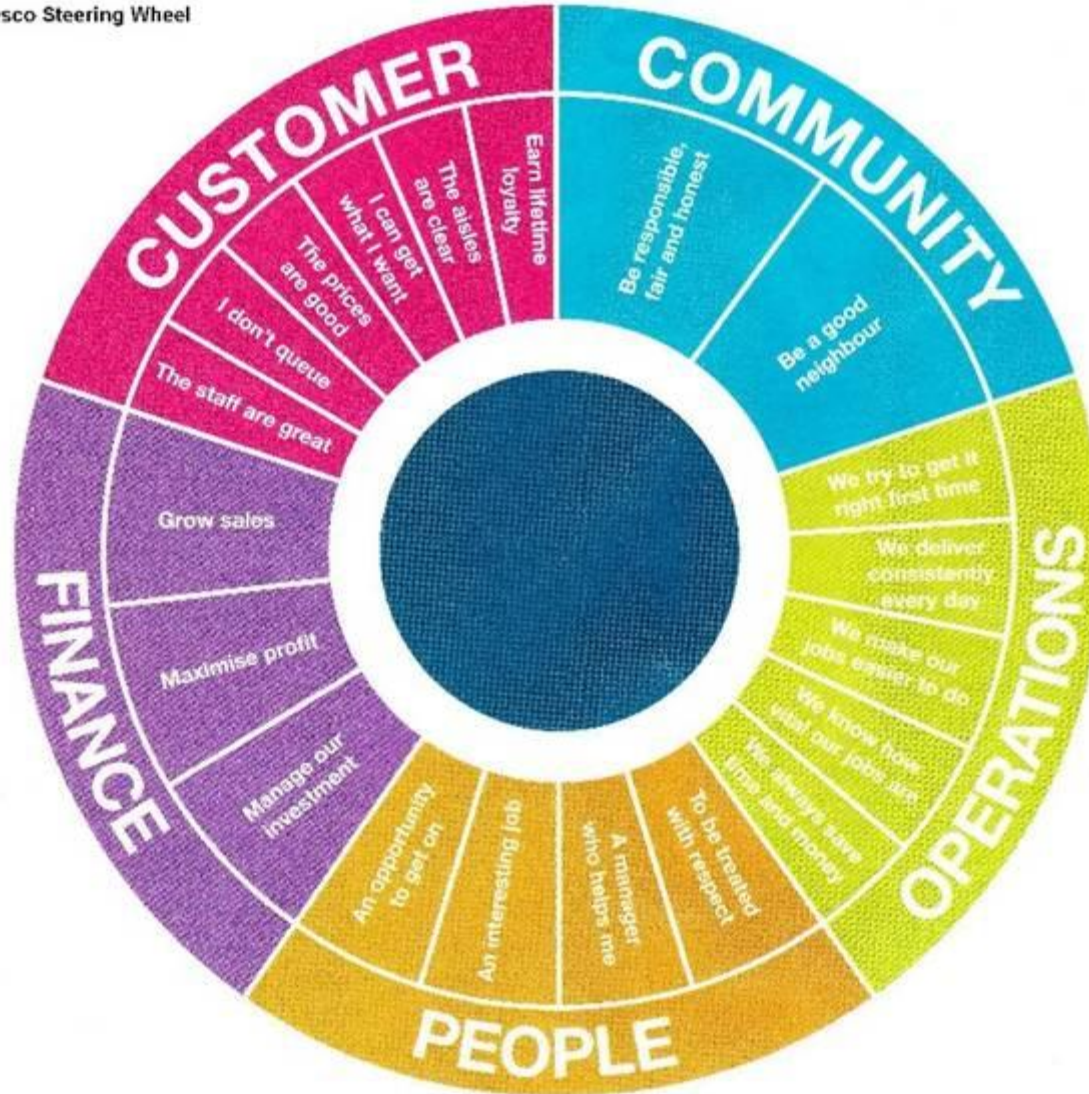 sco Steering Wheel
CUSTOMER
Earn lifetime
loyalty
The aisles
are clear
I can get
what I want
The prices
are good
I don't queue
The staff are great
COMMUNITY
Be responsible,
fair and honest
Be a good
neighbour
OPERATIONS
We try to get it
right first time
We deliver
consistently
every day
We make our
jobs easier to do
We know how
vital our jobs are
We always save
time and money
PEOPLE
To be treated
with respect
A manager
who helps me
An interesting job
An opportunity
to get on
FINANCE
Manage our
investment
Maximise profit
Grow sales